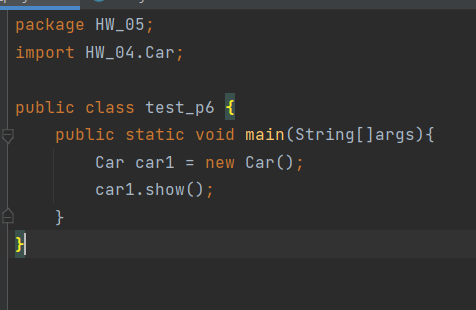 package HW_05;
import HW_04.Car;
public class test_p6 {
public static void main(String[]args){
Car car1 = new Car();
car1.show();
}
}